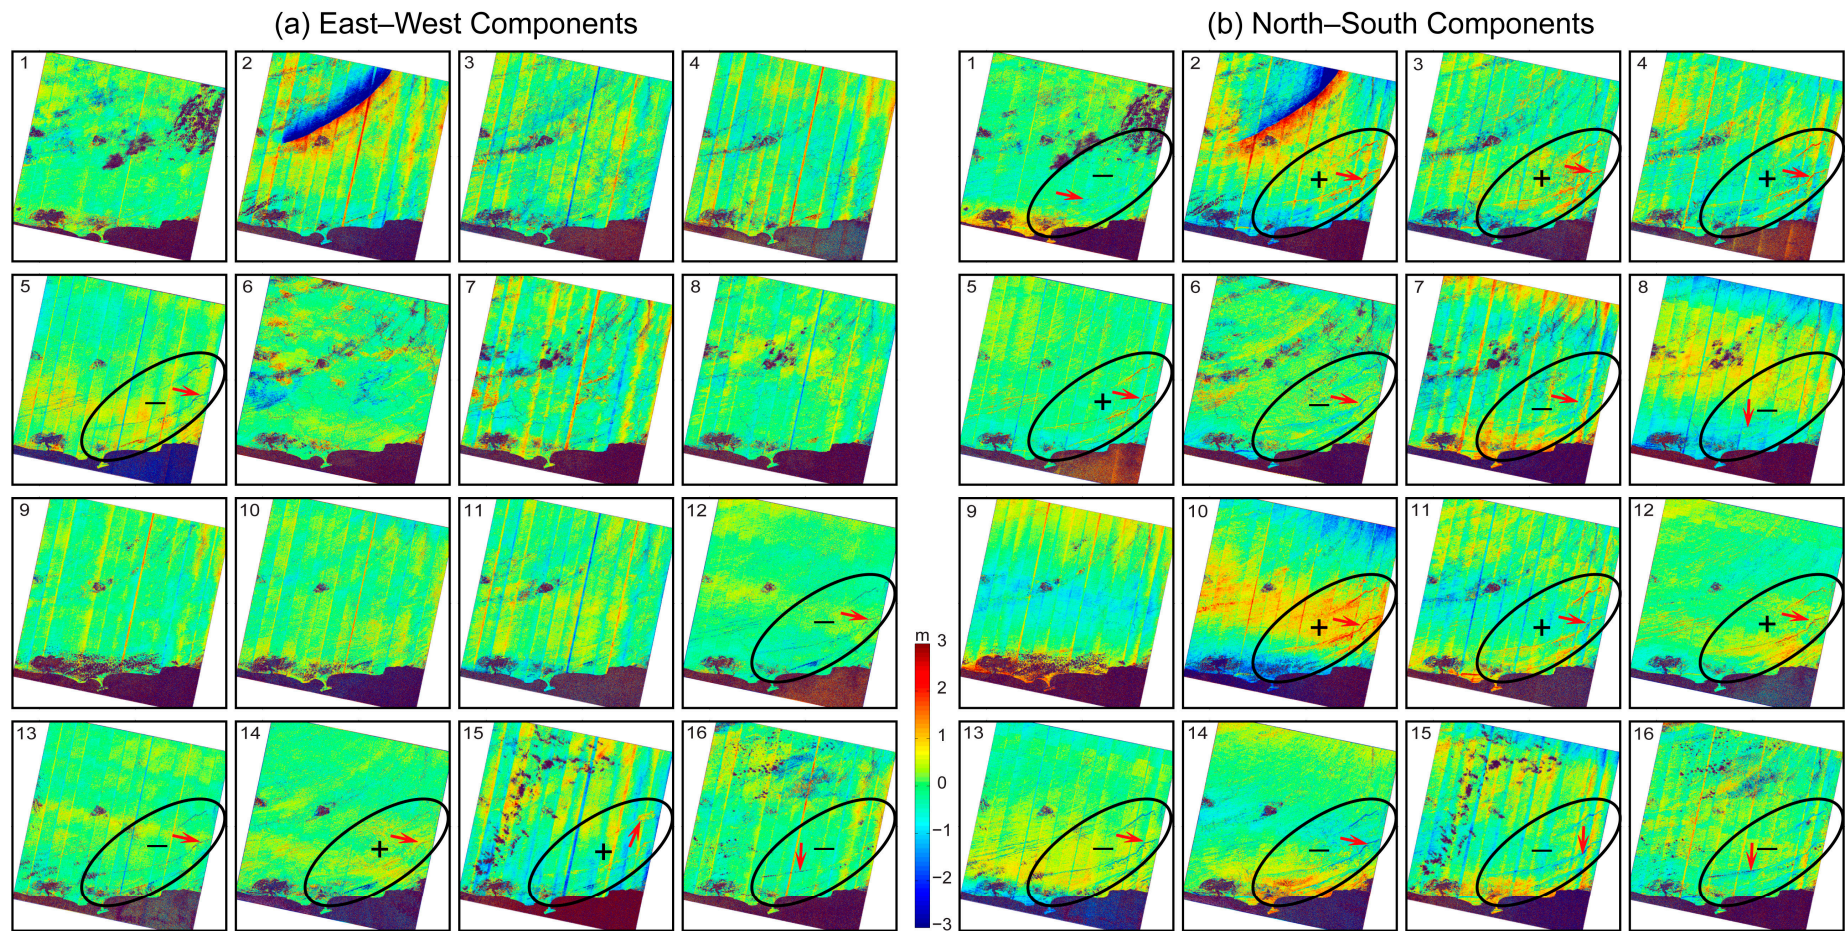 (a) East–West Components
(b) North–South Components
1 2 3 4
1 − 2 + 3 + 4 +
5 − 6 7 8
5 + 6 − 7 − 8 −
9 10 11 12 −
9 10 + 11 + 12 +
13 − 14 + 15 + 16 −
13 − 14 − 15 − 16 −
m
3
2
1
0
−1
−2
−3